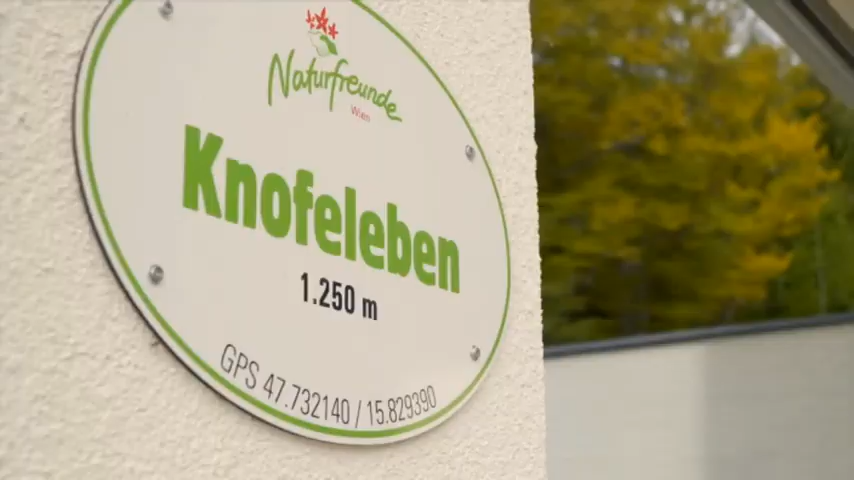 Naturfreunde
Wien
Knofeleben
1.250 m
GPS 47.732140 / 15.829390